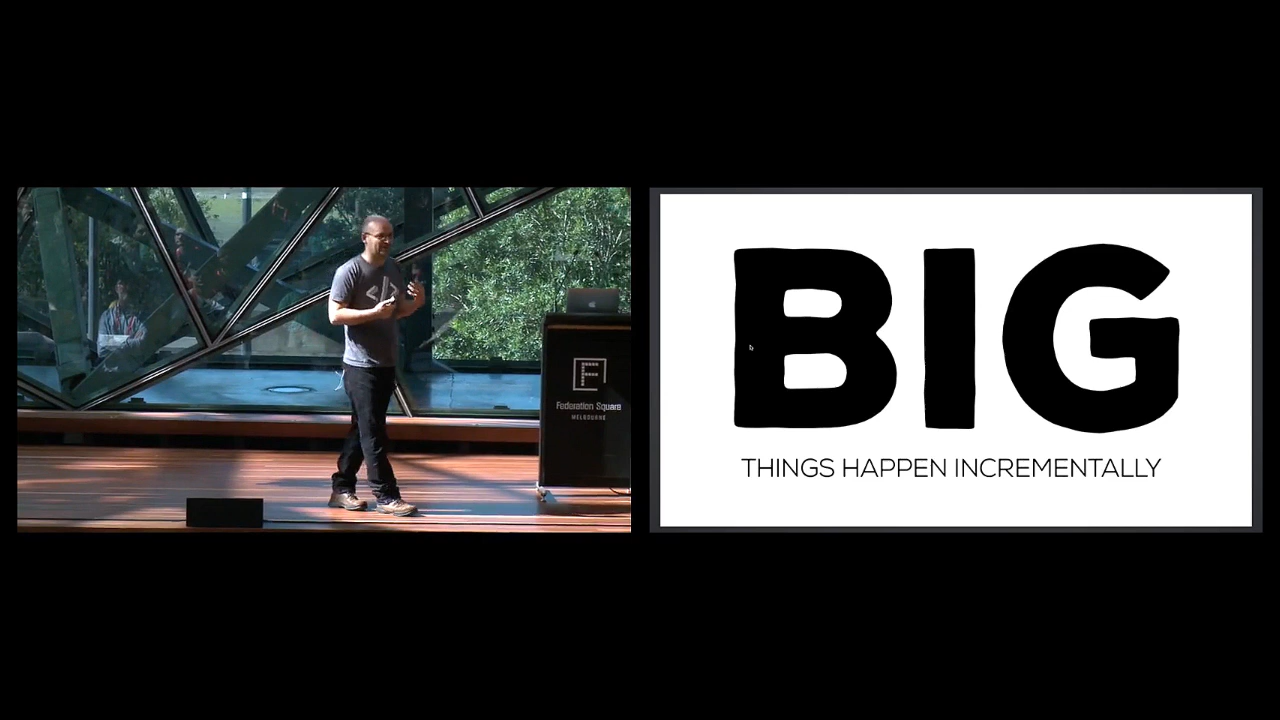 </>
Federation Square
MELBOURNE
BIG
THINGS HAPPEN INCREMENTALLY